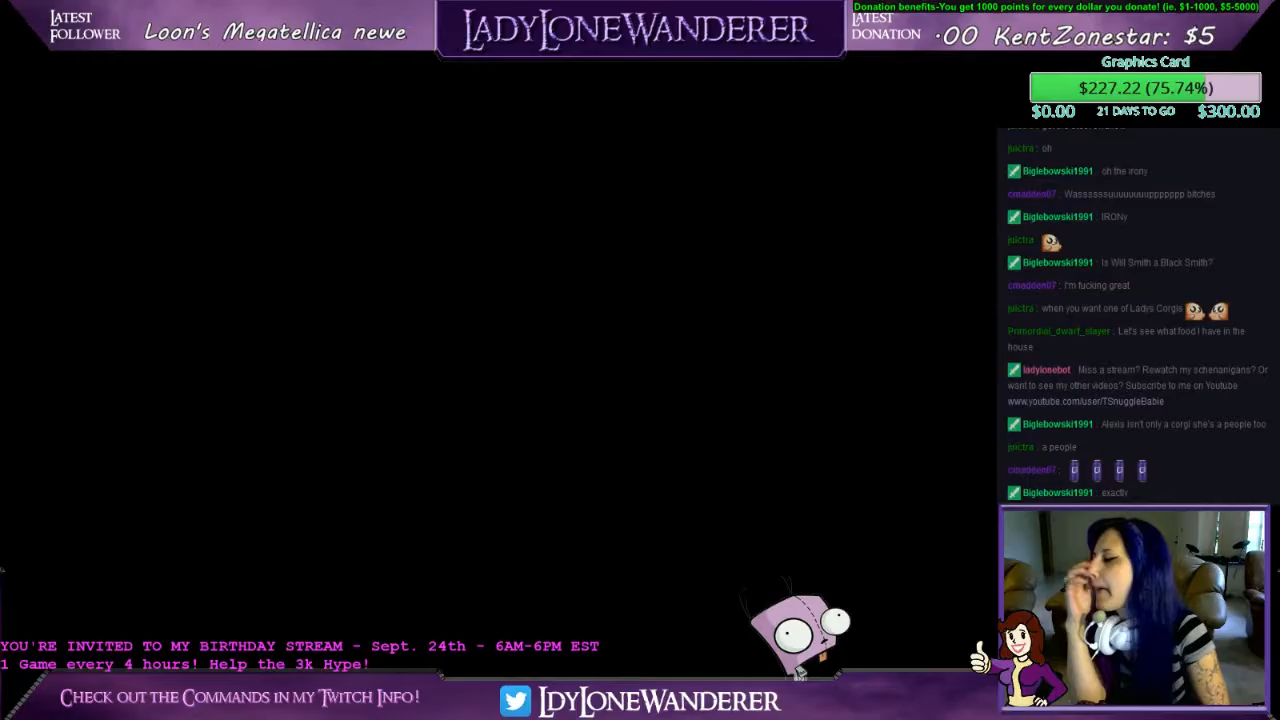 LATEST FOLLOWER
Loon's Megatellica newe
LADYLONEWANDERER
Donation benefits-You get 1000 points for every dollar you donate! (ie. $1-1000, $5-5000)
LATEST DONATION
.00 KentZonestar: $5
Graphics Card
$227.22 (75.74%)
$0.00 21 DAYS TO GO $300.00
juictra : oh
Biglebowski1991 : oh the irony
cmadden07 : Wasssssuuuuuuuupppppp bitches
Biglebowski1991 : IRONy
juictra :
Biglebowski1991 : Is Will Smith a Black Smith?
cmadden07 : I'm fucking great
juictra : when you want one of Ladys Corgis
Primordial_dwarf_slayer : Let's see what food I have in the
house
ladylonebot : Miss a stream? Rewatch my schenanigans? Or
want to see my other videos? Subscribe to me on Youtube
www.youtube.com/user/TSnuggleBabie
Biglebowski1991 : Alexis isn't only a corgi she's a people too
juictra : a people
cmadden07 :
Biglebowski1991 : exactly
YOU'RE INVITED TO MY BIRTHDAY STREAM - Sept. 24th - 6AM-6PM EST
1 Game every 4 hours! Help the 3k Hype!
CHECK OUT THE COMMANDS IN MY TWITCH INFO!
LDYLONEWANDERER